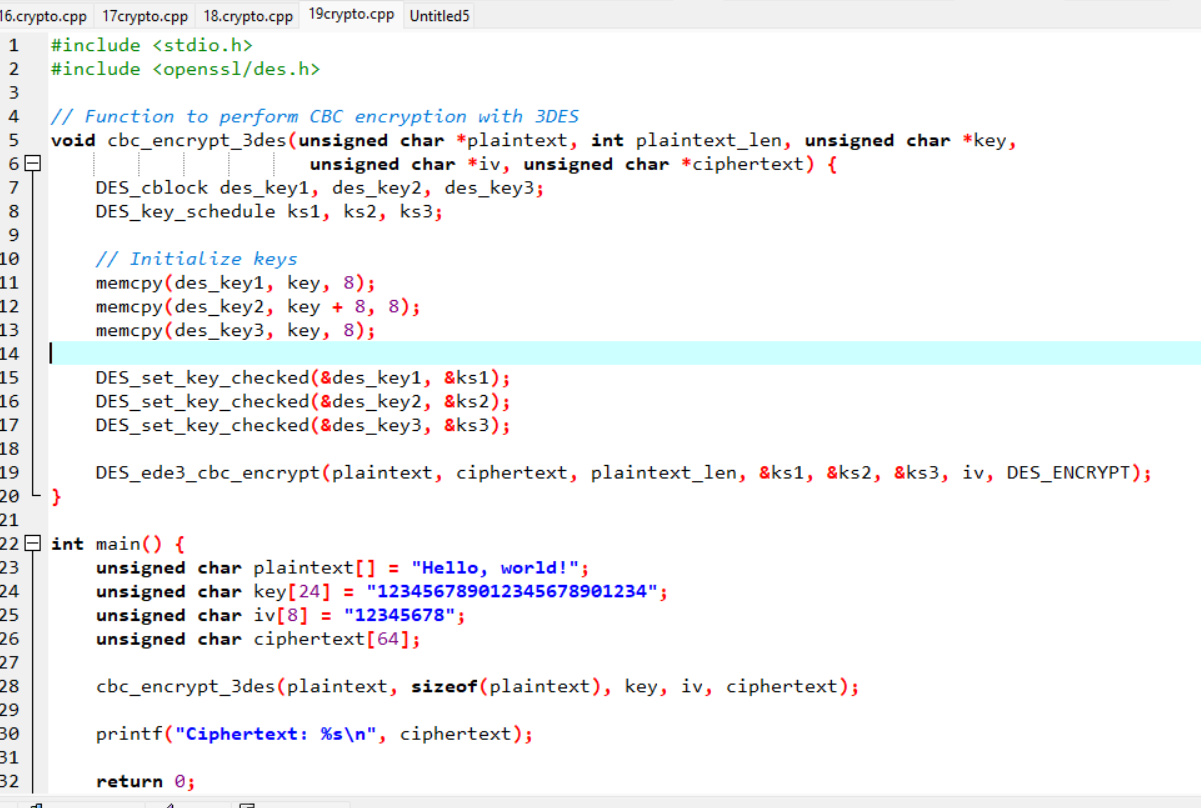 16.crypto.cpp 17crypto.cpp 18.crypto.cpp 19crypto.cpp Untitled5
1 #include <stdio.h>
2 #include <openssl/des.h>
3
4 // Function to perform CBC encryption with 3DES
5 void cbc_encrypt_3des(unsigned char *plaintext, int plaintext_len, unsigned char *key,
6 unsigned char *iv, unsigned char *ciphertext) {
7 DES_cblock des_key1, des_key2, des_key3;
8 DES_key_schedule ks1, ks2, ks3;
9
10 // Initialize keys
11 memcpy(des_key1, key, 8);
12 memcpy(des_key2, key + 8, 8);
13 memcpy(des_key3, key, 8);
14
15 DES_set_key_checked(&des_key1, &ks1);
16 DES_set_key_checked(&des_key2, &ks2);
17 DES_set_key_checked(&des_key3, &ks3);
18
19 DES_ede3_cbc_encrypt(plaintext, ciphertext, plaintext_len, &ks1, &ks2, &ks3, iv, DES_ENCRYPT);
20 }
21
22 int main() {
23 unsigned char plaintext[] = "Hello, world!";
24 unsigned char key[24] = "123456789012345678901234";
25 unsigned char iv[8] = "12345678";
26 unsigned char ciphertext[64];
27
28 cbc_encrypt_3des(plaintext, sizeof(plaintext), key, iv, ciphertext);
29
30 printf("Ciphertext: %s\n", ciphertext);
31
32 return 0;